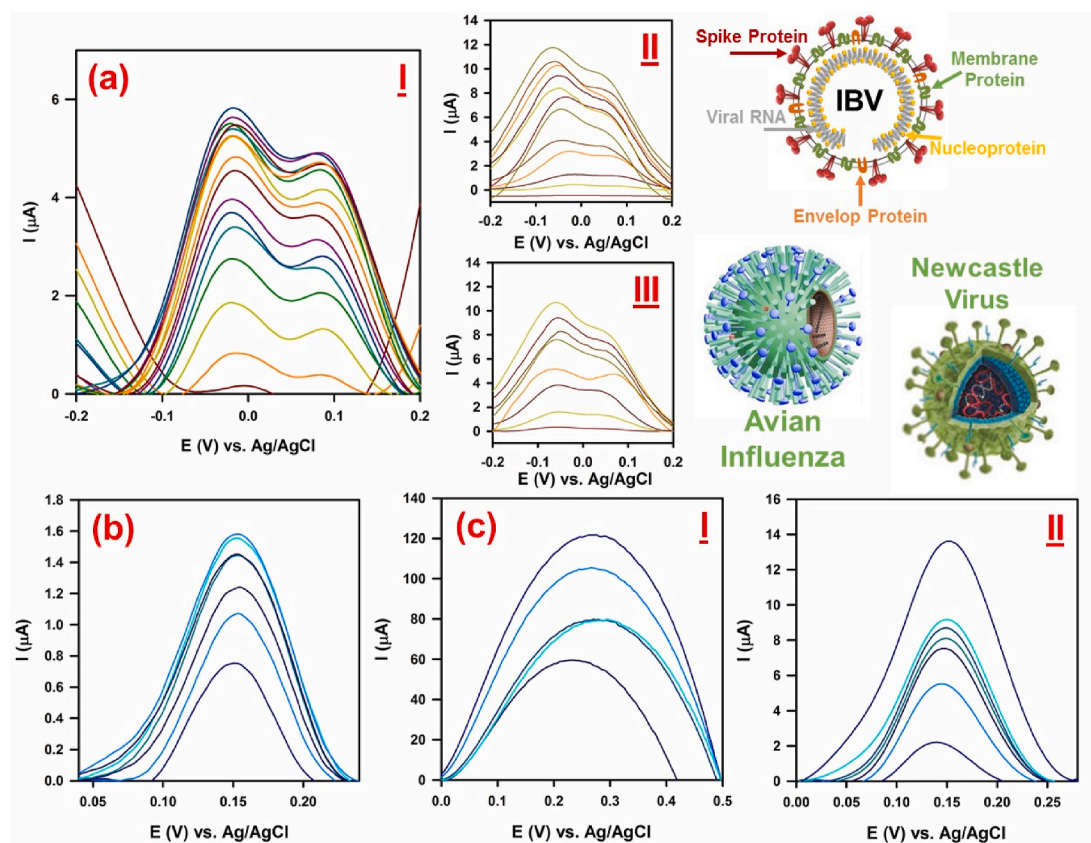 (a)
I
6
4
2
0
I (µA)
-0.2
-0.1
0.0
0.1
0.2
E (V) vs. Ag/AgCl
II
14
12
10
8
6
4
2
0
I (µA)
-0.2
-0.1
0.0
0.1
0.2
E (V) vs. Ag/AgCl
III
14
12
10
8
6
4
2
0
I (µA)
-0.2
-0.1
0.0
0.1
0.2
E (V) vs. Ag/AgCl
Spike Protein
Membrane
Protein
IBV
Viral RNA
Nucleoprotein
Envelop Protein
Avian
Influenza
Newcastle
Virus
(b)
1.8
1.6
1.4
1.2
1.0
0.8
0.6
0.4
0.2
0.0
I (µA)
0.05
0.10
0.15
0.20
E (V) vs. Ag/AgCl
(c)
I
140
120
100
80
60
40
20
0.0
I (µA)
0.0
0.1
0.2
0.3
0.4
0.5
E (V) vs. Ag/AgCl
II
16
14
12
10
8
6
4
2
0
I (µA)
0.00
0.05
0.10
0.15
0.20
0.25
E (V) vs. Ag/AgCl